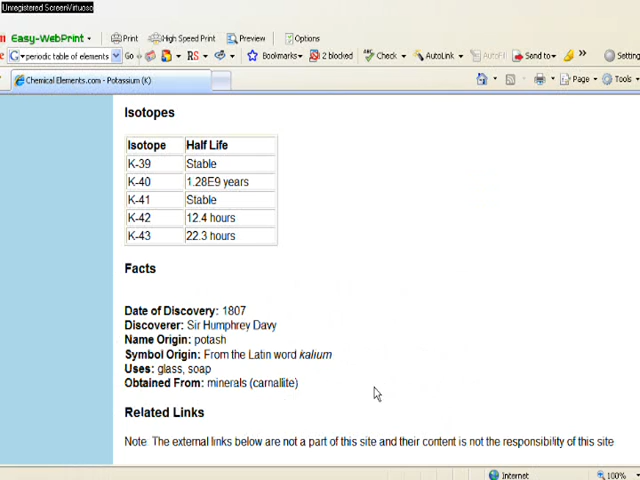 Unregistered ScreenVirtuoso
Easy-WebPrint Print High Speed Print Preview Options
periodic table of elements Go RS Bookmarks 2 blocked Check AutoLink AutoFill Send to Setting
Chemical Elements.com - Potassium (K) Page Tools
Isotopes
Isotope Half Life
K-39 Stable
K-40 1.28E9 years
K-41 Stable
K-42 12.4 hours
K-43 22.3 hours
Facts
Date of Discovery: 1807
Discoverer: Sir Humphrey Davy
Name Origin: potash
Symbol Origin: From the Latin word kalium
Uses: glass, soap
Obtained From: minerals (carnallite)
Related Links
Note: The external links below are not a part of this site and their content is not the responsibility of this site
Internet 100%